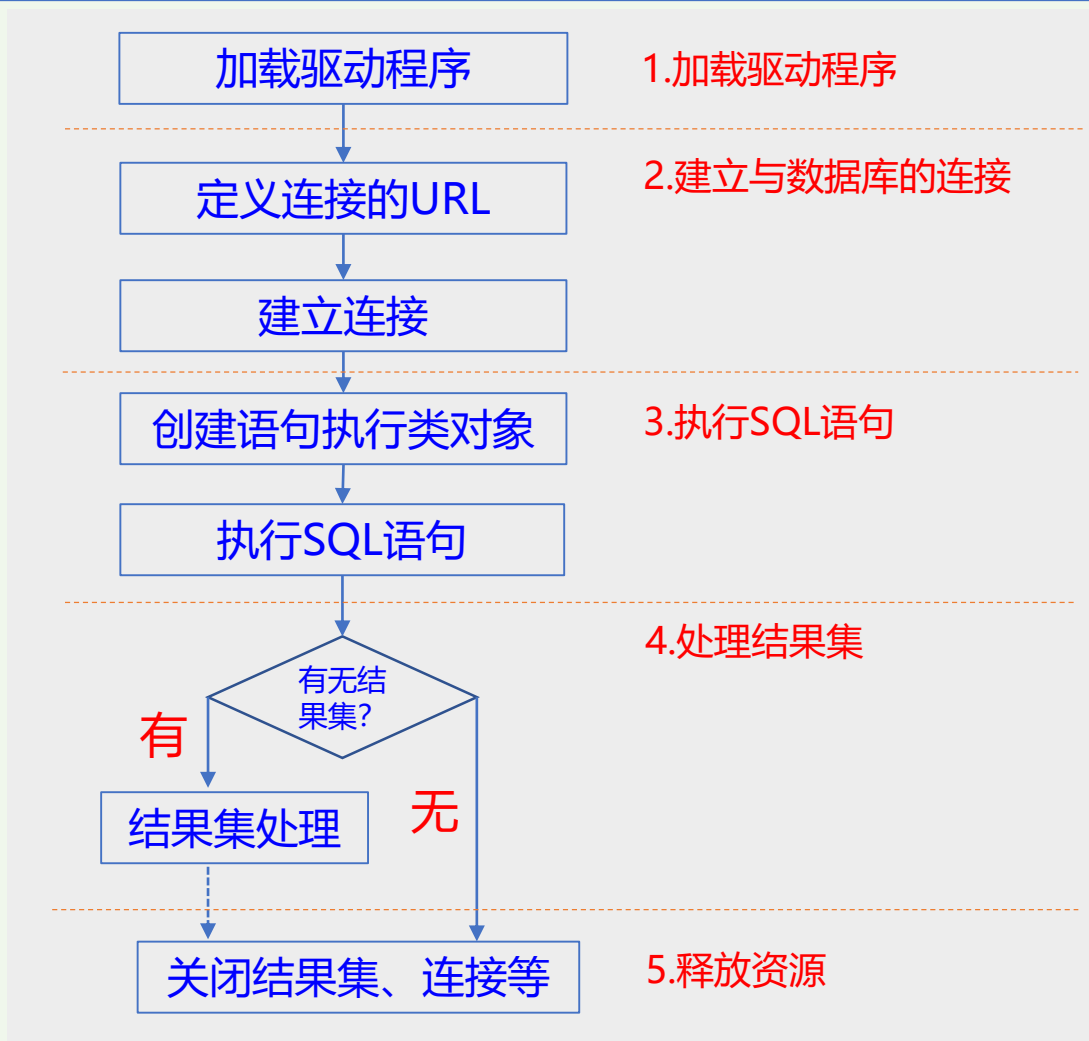 加载驱动程序
1.加载驱动程序
定义连接的URL
2.建立与数据库的连接
建立连接
创建语句执行类对象
3.执行SQL语句
执行SQL语句
4.处理结果集
有无结
果集?
有
无
结果集处理
关闭结果集、连接等
5.释放资源